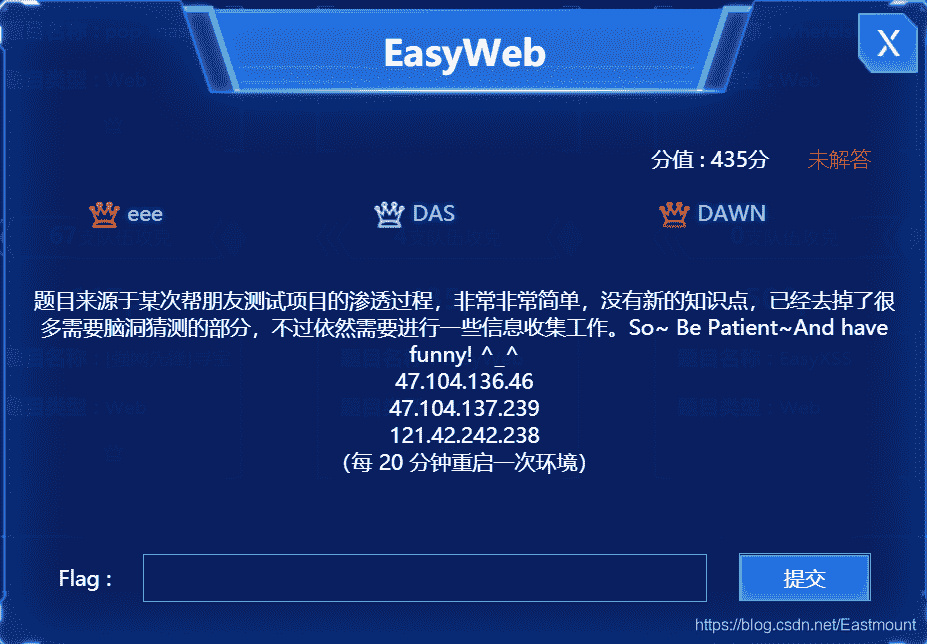 EasyWeb
X
分值 : 435分 未解答
eee DAS DAWN
题目来源于某次帮朋友测试项目的渗透过程，非常非常简单，没有新的知识点，已经去掉了很
多需要脑洞猜测的部分，不过依然需要进行一些信息收集工作。So~ Be Patient~And have
funny! ^_^
47.104.136.46
47.104.137.239
121.42.242.238
(每 20 分钟重启一次环境)
Flag : 提交
https://blog.csdn.net/Eastmount